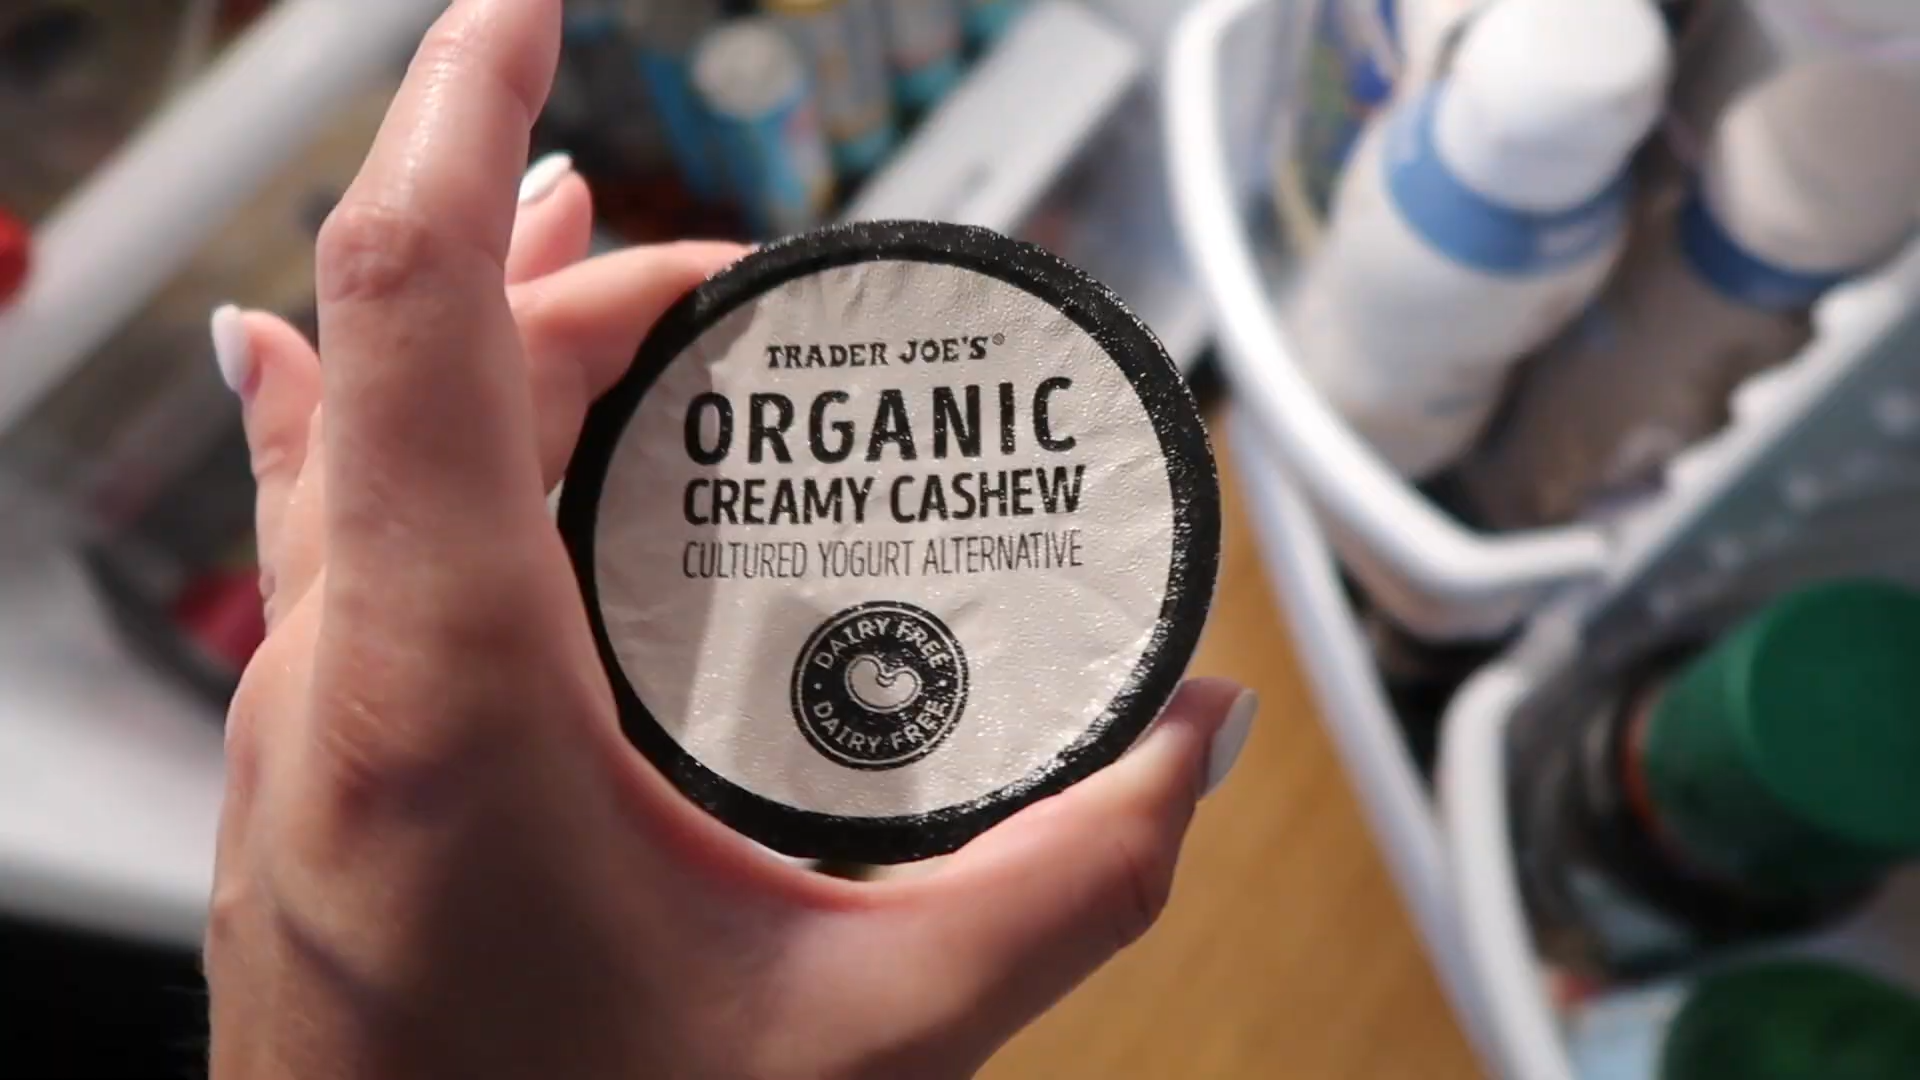 TRADER JOE'S®
ORGANIC
CREAMY CASHEW
CULTURED YOGURT ALTERNATIVE
DAIRY FREE
DAIRY FREE